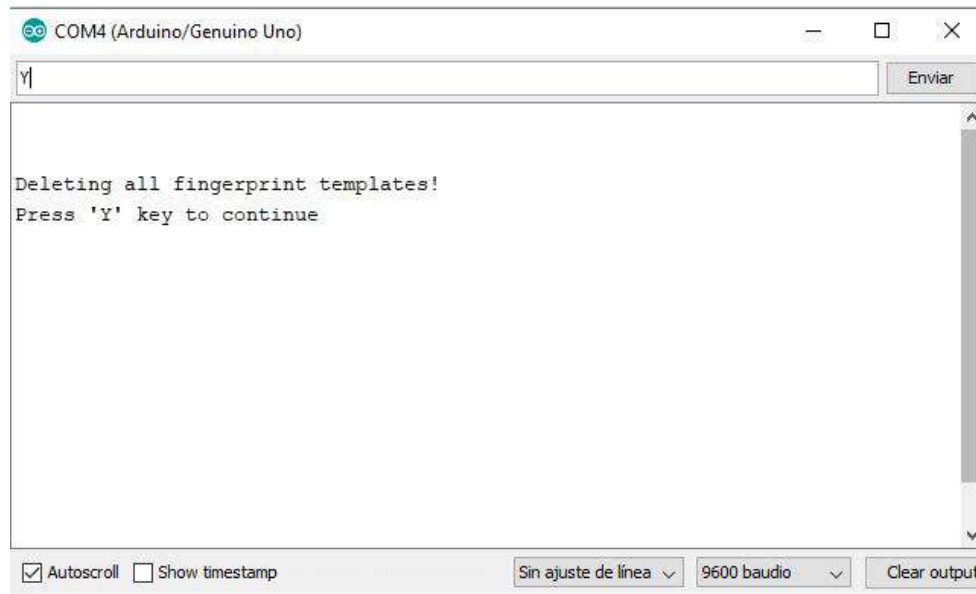 COM4 (Arduino/Genuino Uno)
Y
Enviar
Deleting all fingerprint templates!
Press 'Y' key to continue
Autoscroll
Show timestamp
Sin ajuste de línea
9600 baudio
Clear output